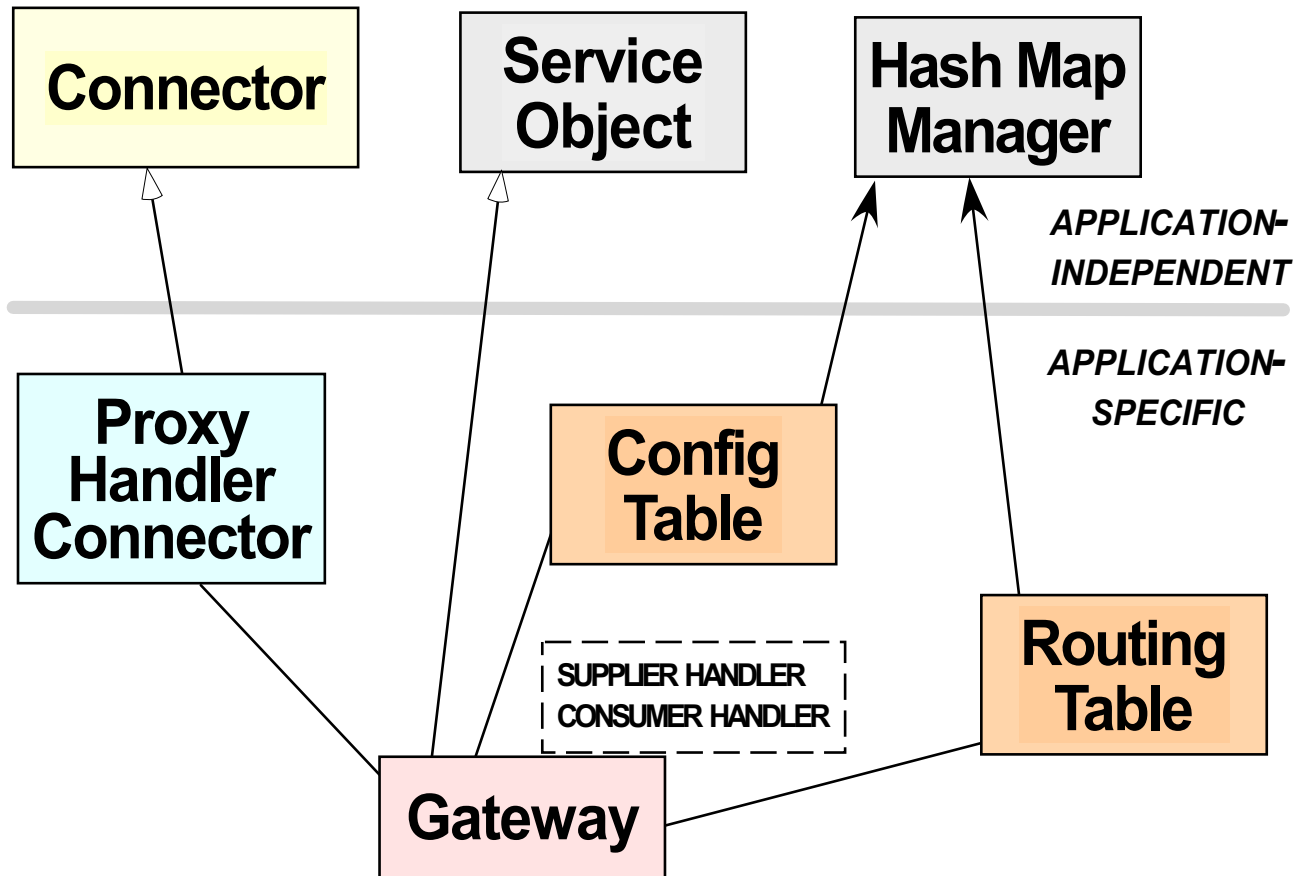 Connector
Service
Object
Hash Map
Manager
APPLICATION-
INDEPENDENT
APPLICATION-
SPECIFIC
Proxy
Handler
Connector
Config
Table
SUPPLIER HANDLER
CONSUMER HANDLER
Routing
Table
Gateway